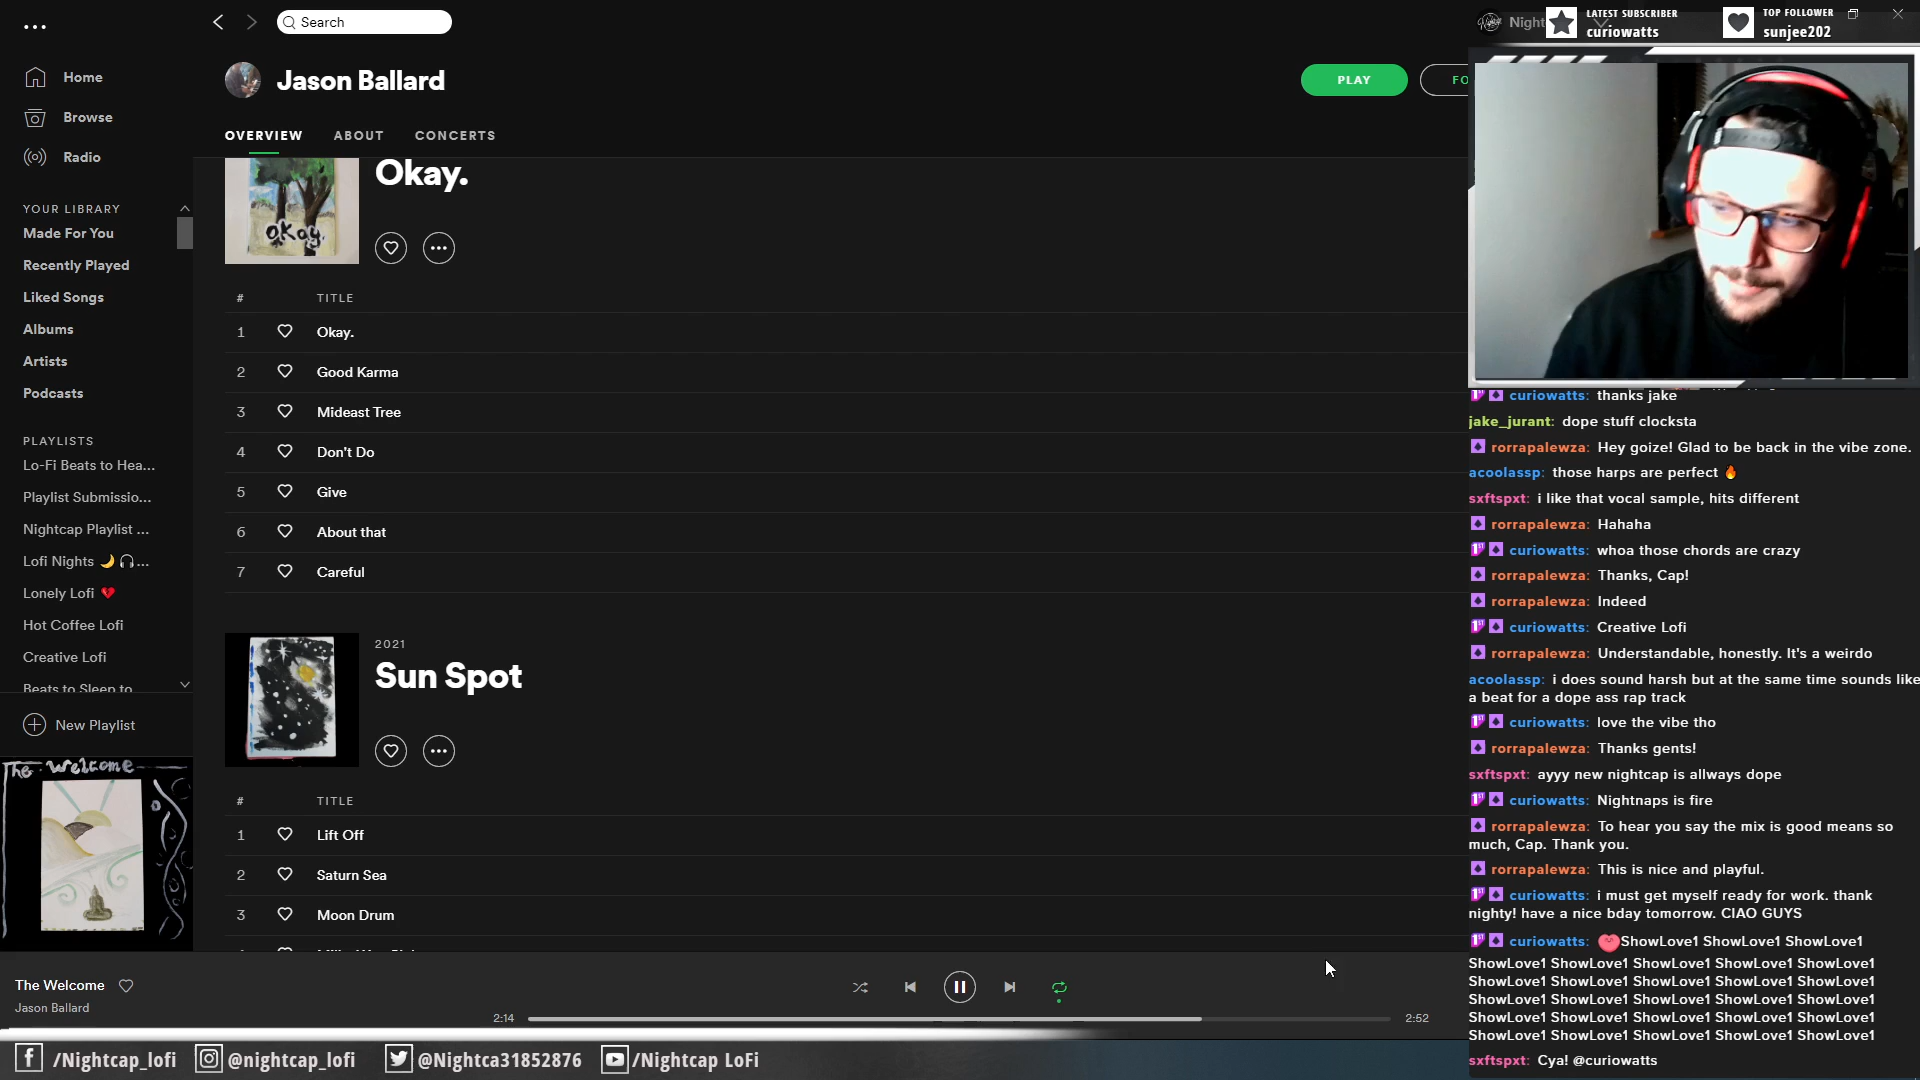 Search
Home
Browse
Radio
YOUR LIBRARY
Made For You
Recently Played
Liked Songs
Albums
Artists
Podcasts
PLAYLISTS
Lo-Fi Beats to Hea...
Playlist Submissio...
Nightcap Playlist ...
Lofi Nights 🌙🎧...
Lonely Lofi 💔
Hot Coffee Lofi
Creative Lofi
Beats to Sleep to
New Playlist
The Welcome
Jason Ballard
PLAY
FO
OVERVIEW ABOUT CONCERTS
okay.
Okay.
# TITLE
1 Okay.
2 Good Karma
3 Mideast Tree
4 Don't Do
5 Give
6 About that
7 Careful
2021
Sun Spot
# TITLE
1 Lift Off
2 Saturn Sea
3 Moon Drum
The Welcome
Jason Ballard
2:14
2:52
Night
LATEST SUBSCRIBER
curiowatts
TOP FOLLOWER
sunjee202
curiowatts: thanks jake
jake_jurant: dope stuff clocksta
rorrapalewza: Hey goize! Glad to be back in the vibe zone.
acoolassp: those harps are perfect 🔥
sxftspxt: i like that vocal sample, hits different
rorrapalewza: Hahaha
curiowatts: whoa those chords are crazy
rorrapalewza: Thanks, Cap!
rorrapalewza: Indeed
curiowatts: Creative Lofi
rorrapalewza: Understandable, honestly. It's a weirdo
acoolassp: i does sound harsh but at the same time sounds like
a beat for a dope ass rap track
curiowatts: love the vibe tho
rorrapalewza: Thanks gents!
sxftspxt: ayyy new nightcap is allways dope
curiowatts: Nightnaps is fire
rorrapalewza: To hear you say the mix is good means so
much, Cap. Thank you.
rorrapalewza: This is nice and playful.
curiowatts: i must get myself ready for work. thank
nighty! have a nice bday tomorrow. CIAO GUYS
curiowatts: ShowLove1 ShowLove1 ShowLove1
ShowLove1 ShowLove1 ShowLove1 ShowLove1 ShowLove1
ShowLove1 ShowLove1 ShowLove1 ShowLove1 ShowLove1
ShowLove1 ShowLove1 ShowLove1 ShowLove1 ShowLove1
ShowLove1 ShowLove1 ShowLove1 ShowLove1 ShowLove1
ShowLove1 ShowLove1 ShowLove1 ShowLove1 ShowLove1
sxftspxt: Cya! @curiowatts
/Nightcap_lofi @nightcap_lofi @Nightca31852876 /Nightcap LoFi